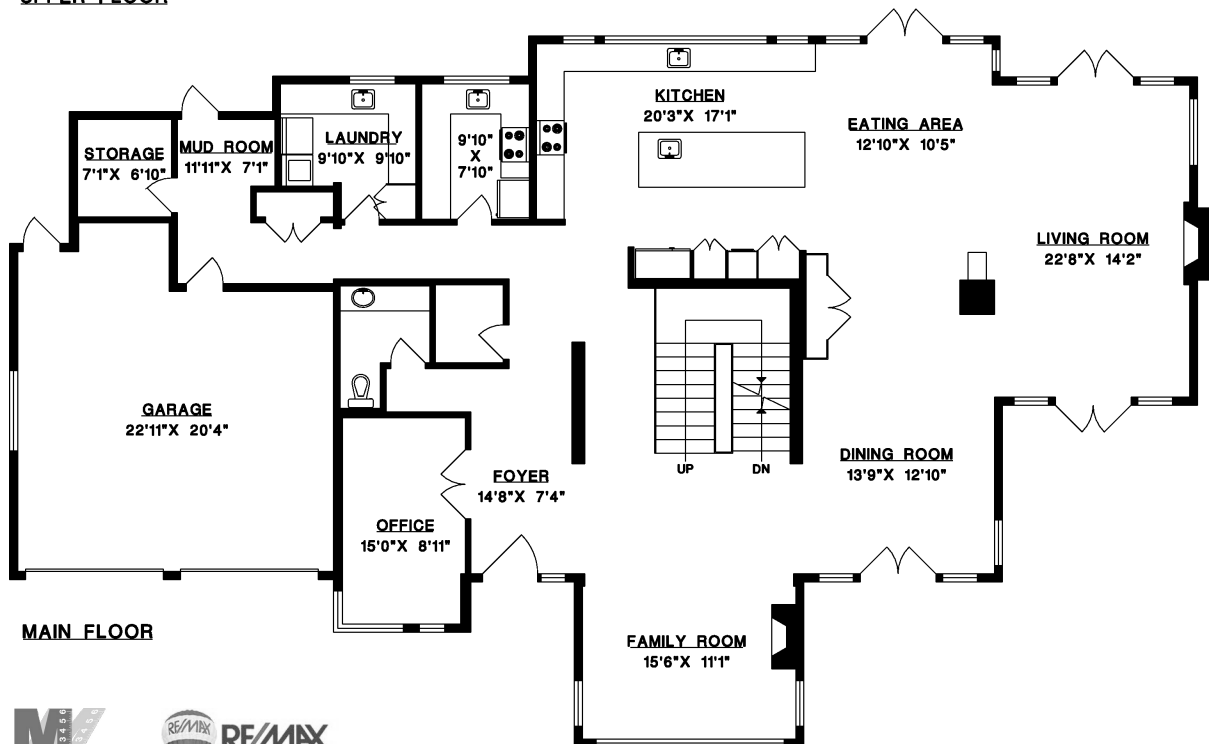 UPPER FLOOR
KITCHEN
20'3"X 17'1"
EATING AREA
12'10"X 10'5"
STORAGE
7'1"X 6'10"
MUD ROOM
11'11"X 7'1"
LAUNDRY
9'10"X 9'10"
9'10"
X
7'10"
LIVING ROOM
22'8"X 14'2"
GARAGE
22'11"X 20'4"
UP
DN
DINING ROOM
13'9"X 12'10"
FOYER
14'8"X 7'4"
OFFICE
15'0"X 8'11"
MAIN FLOOR
FAMILY ROOM
15'6"X 11'1"
RE/MAX
RE/MAX